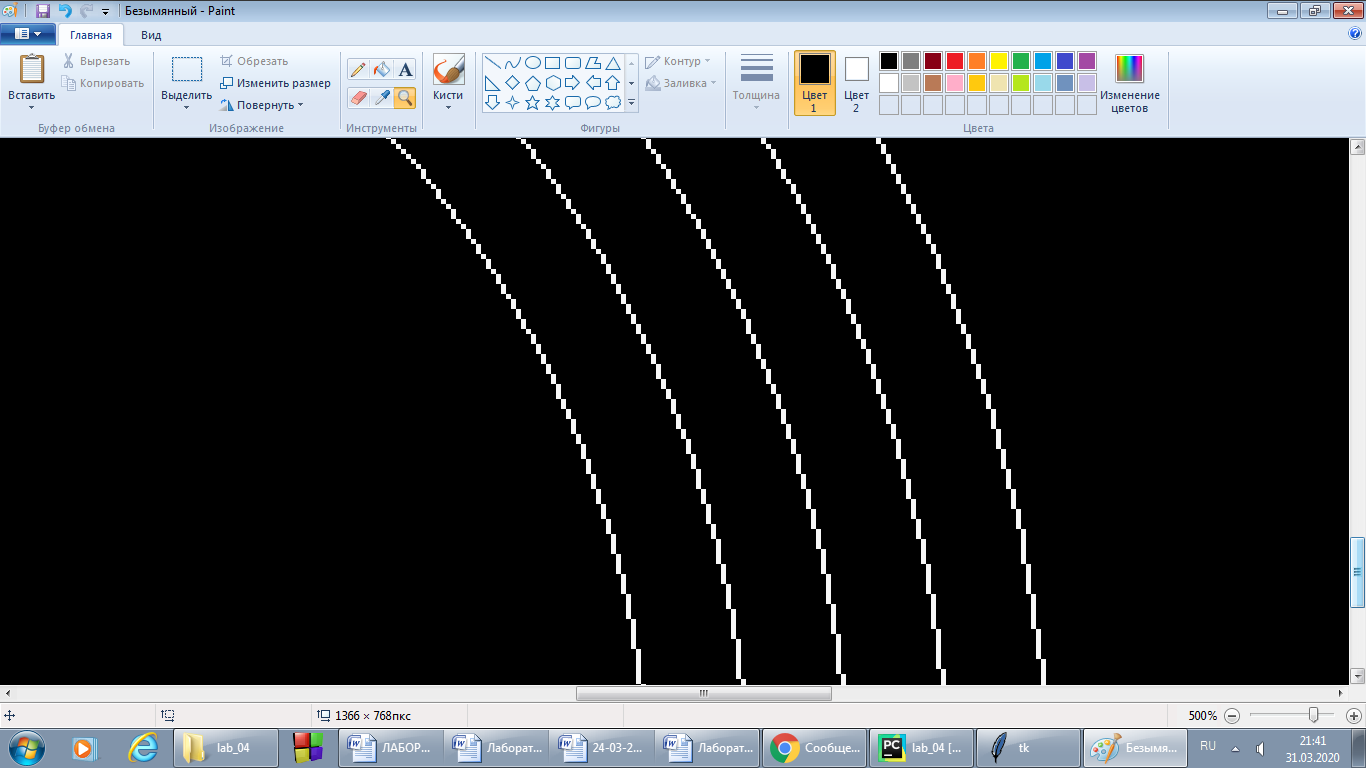 Безымянный - Paint
Главная Вид
Вставить
Вырезать
Копировать
Буфер обмена
Выделить
Обрезать
Изменить размер
Повернуть
Изображение
A
Инструменты
Кисти
Контур
Заливка
Фигуры
Толщина
Цвет 1
Цвет 2
Изменение цветов
Цвета
1366 × 768пкс
500%
lab_04
ЛАБОР...
Лаборат...
24-03-2...
Лаборат...
Сообще...
PC
lab_04 [...
tk
Безымя...
RU
21:41
31.03.2020